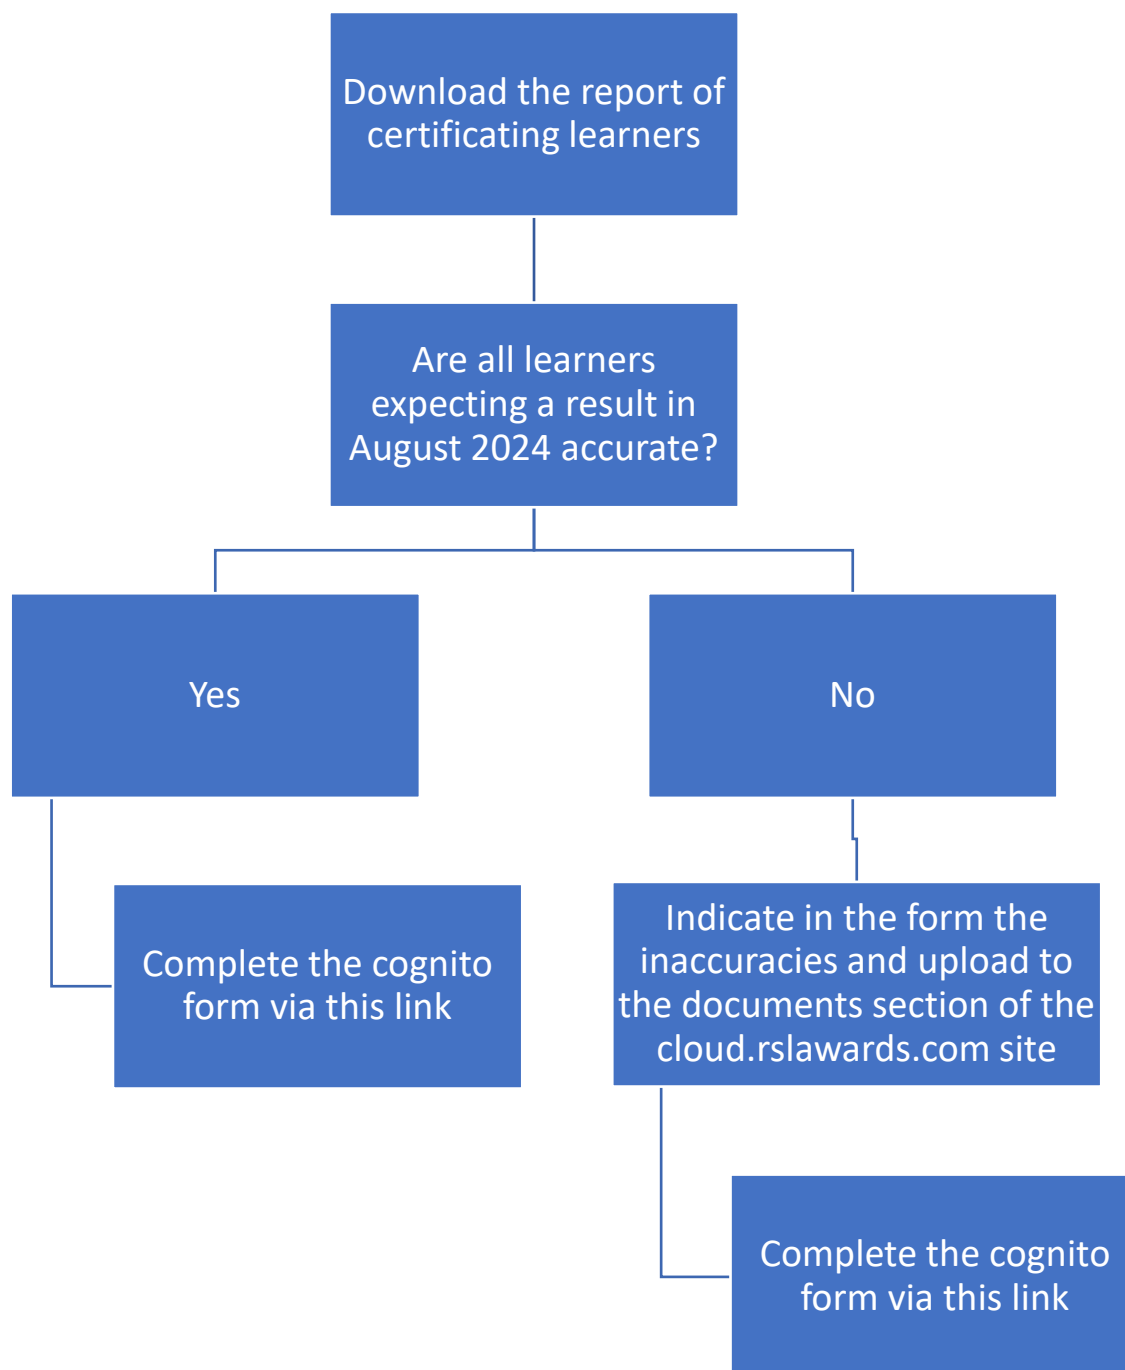 Download the report of
certificating learners
Are all learners
expecting a result in
August 2024 accurate?
Yes
No
Complete the cognito
form via this link
Indicate in the form the
inaccuracies and upload to
the documents section of the
cloud.rslawards.com site
Complete the cognito
form via this link